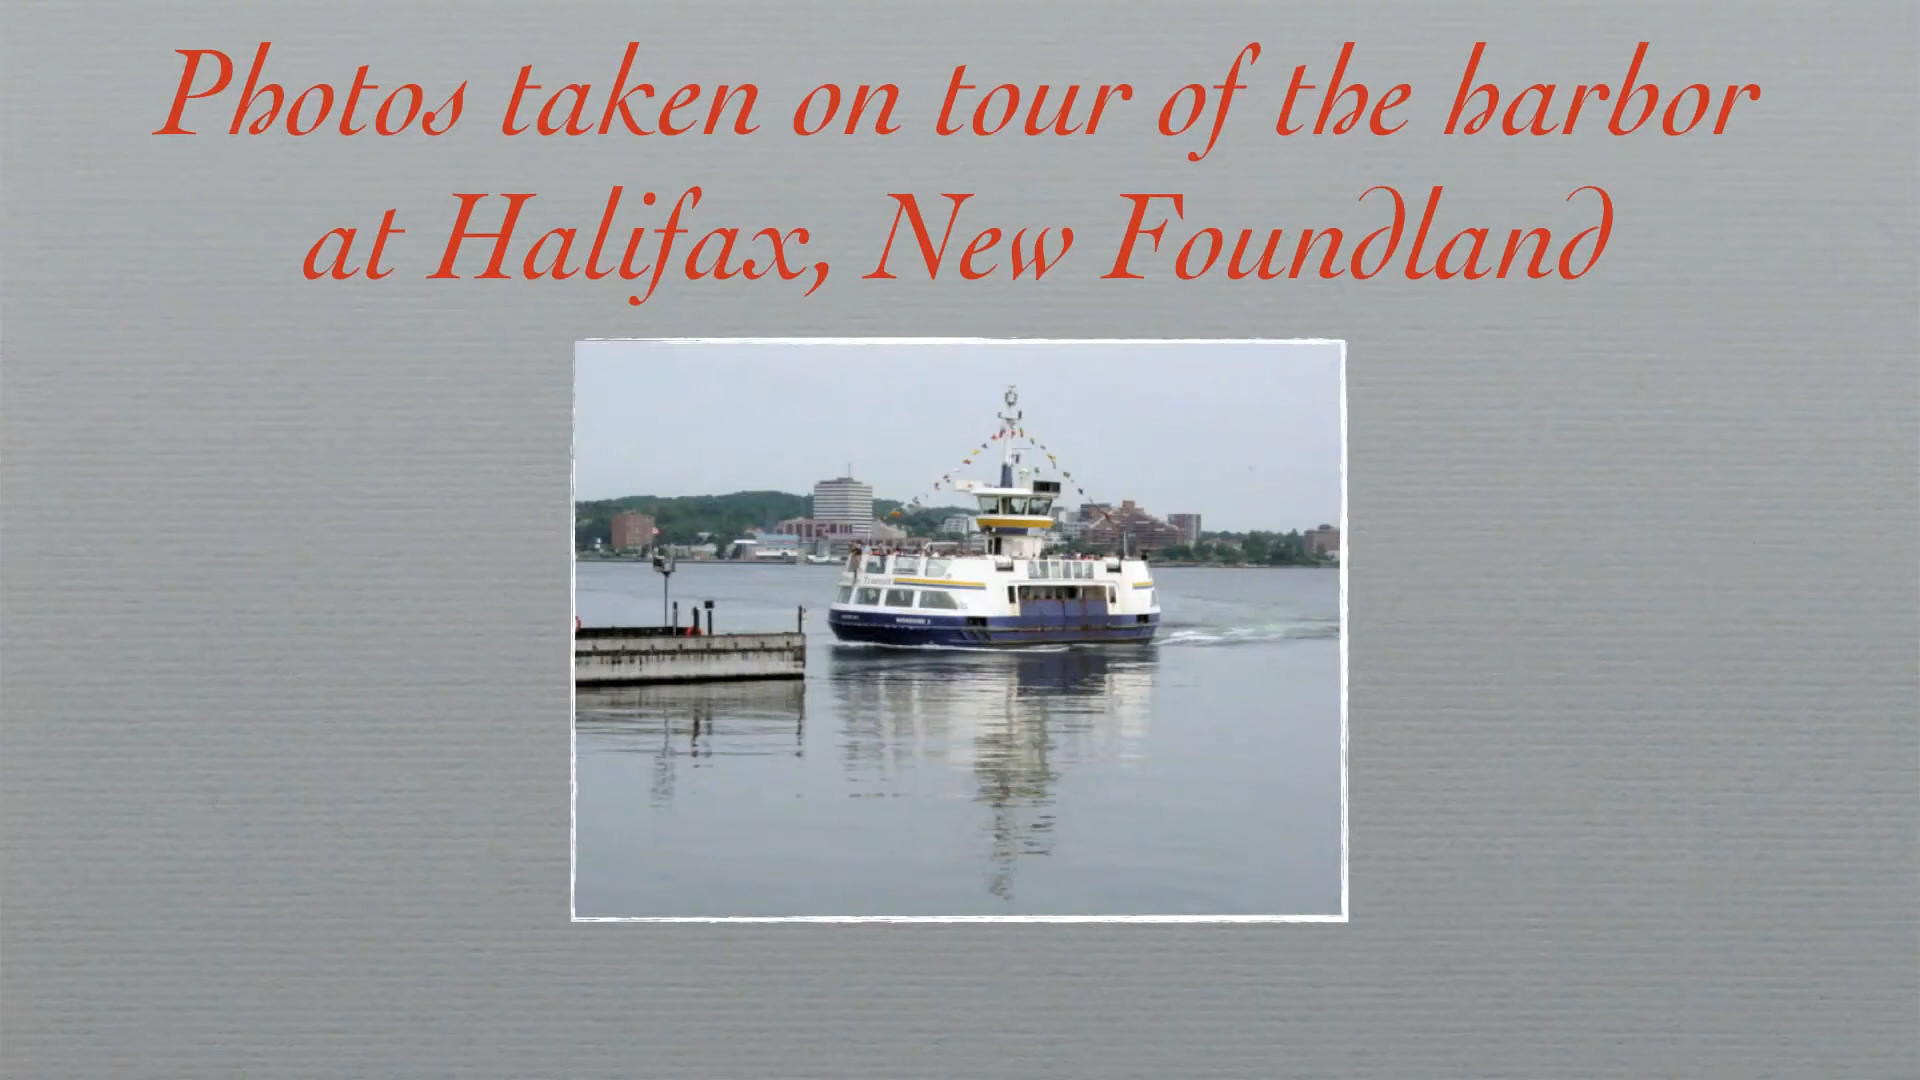 Photos taken on tour of the harbor
at Halifax, New Foundland